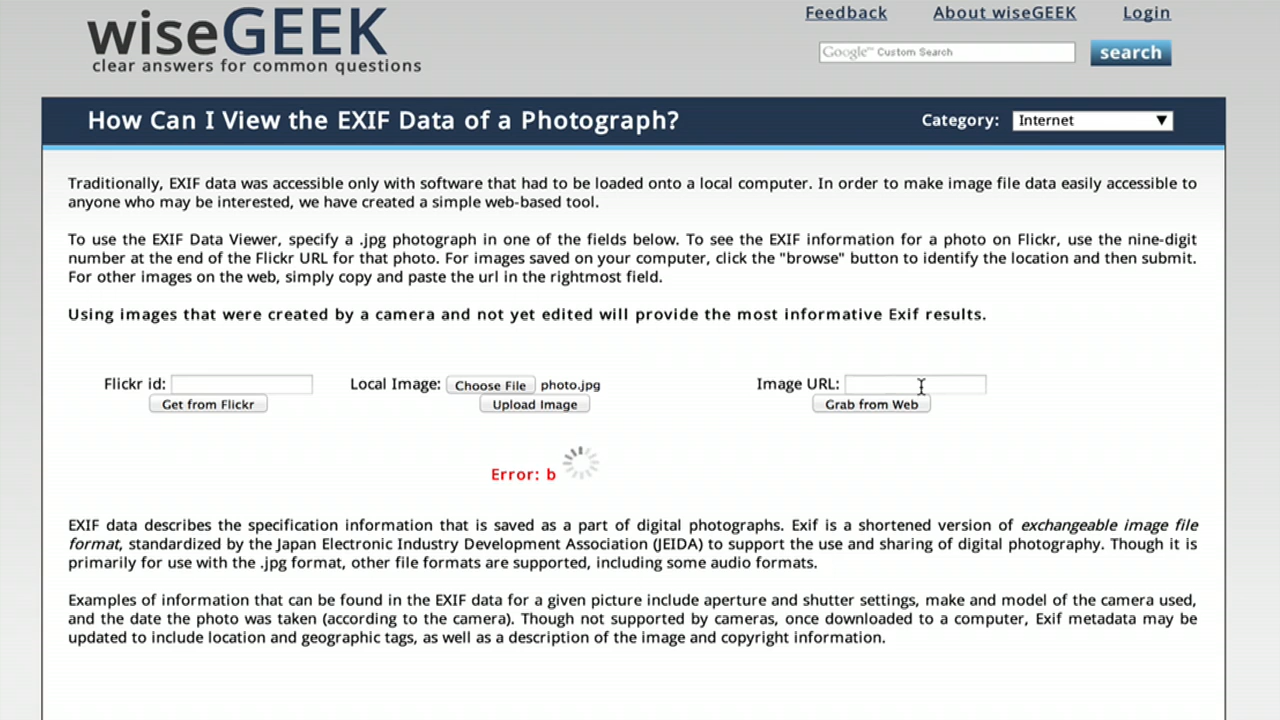 wiseGEEK
clear answers for common questions
Feedback About wiseGEEK Login
Google™ Custom Search search
How Can I View the EXIF Data of a Photograph? Category: Internet
Traditionally, EXIF data was accessible only with software that had to be loaded onto a local computer. In order to make image file data easily accessible to
anyone who may be interested, we have created a simple web-based tool.
To use the EXIF Data Viewer, specify a .jpg photograph in one of the fields below. To see the EXIF information for a photo on Flickr, use the nine-digit
number at the end of the Flickr URL for that photo. For images saved on your computer, click the "browse" button to identify the location and then submit.
For other images on the web, simply copy and paste the url in the rightmost field.
Using images that were created by a camera and not yet edited will provide the most informative Exif results.
Flickr id: Local Image: Choose File photo.jpg Image URL:
Get from Flickr Upload Image Grab from Web
Error: b
EXIF data describes the specification information that is saved as a part of digital photographs. Exif is a shortened version of exchangeable image file
format, standardized by the Japan Electronic Industry Development Association (JEIDA) to support the use and sharing of digital photography. Though it is
primarily for use with the .jpg format, other file formats are supported, including some audio formats.
Examples of information that can be found in the EXIF data for a given picture include aperture and shutter settings, make and model of the camera used,
and the date the photo was taken (according to the camera). Though not supported by cameras, once downloaded to a computer, Exif metadata may be
updated to include location and geographic tags, as well as a description of the image and copyright information.